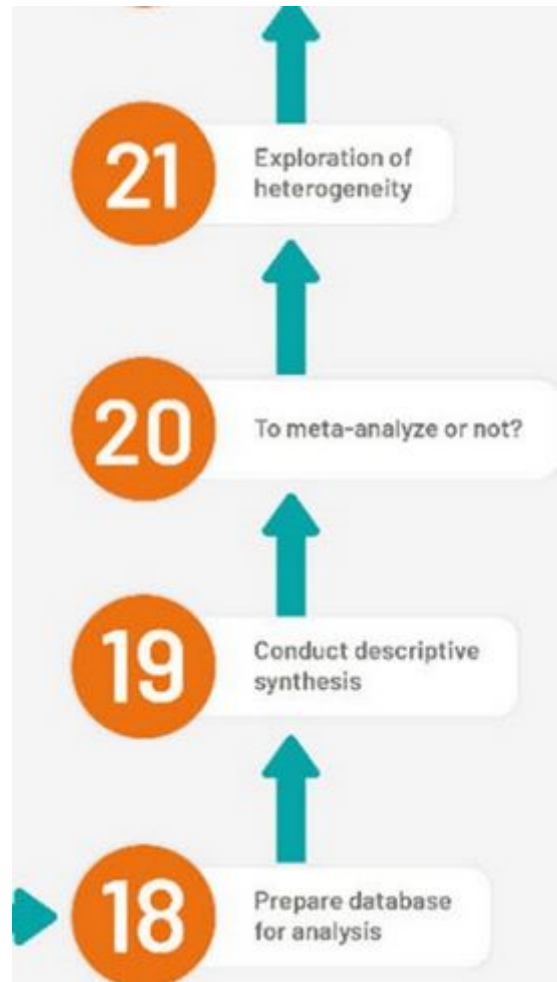 21
Exploration of
heterogeneity
20
To meta-analyze or not?
19
Conduct descriptive
synthesis
18
Prepare database
for analysis